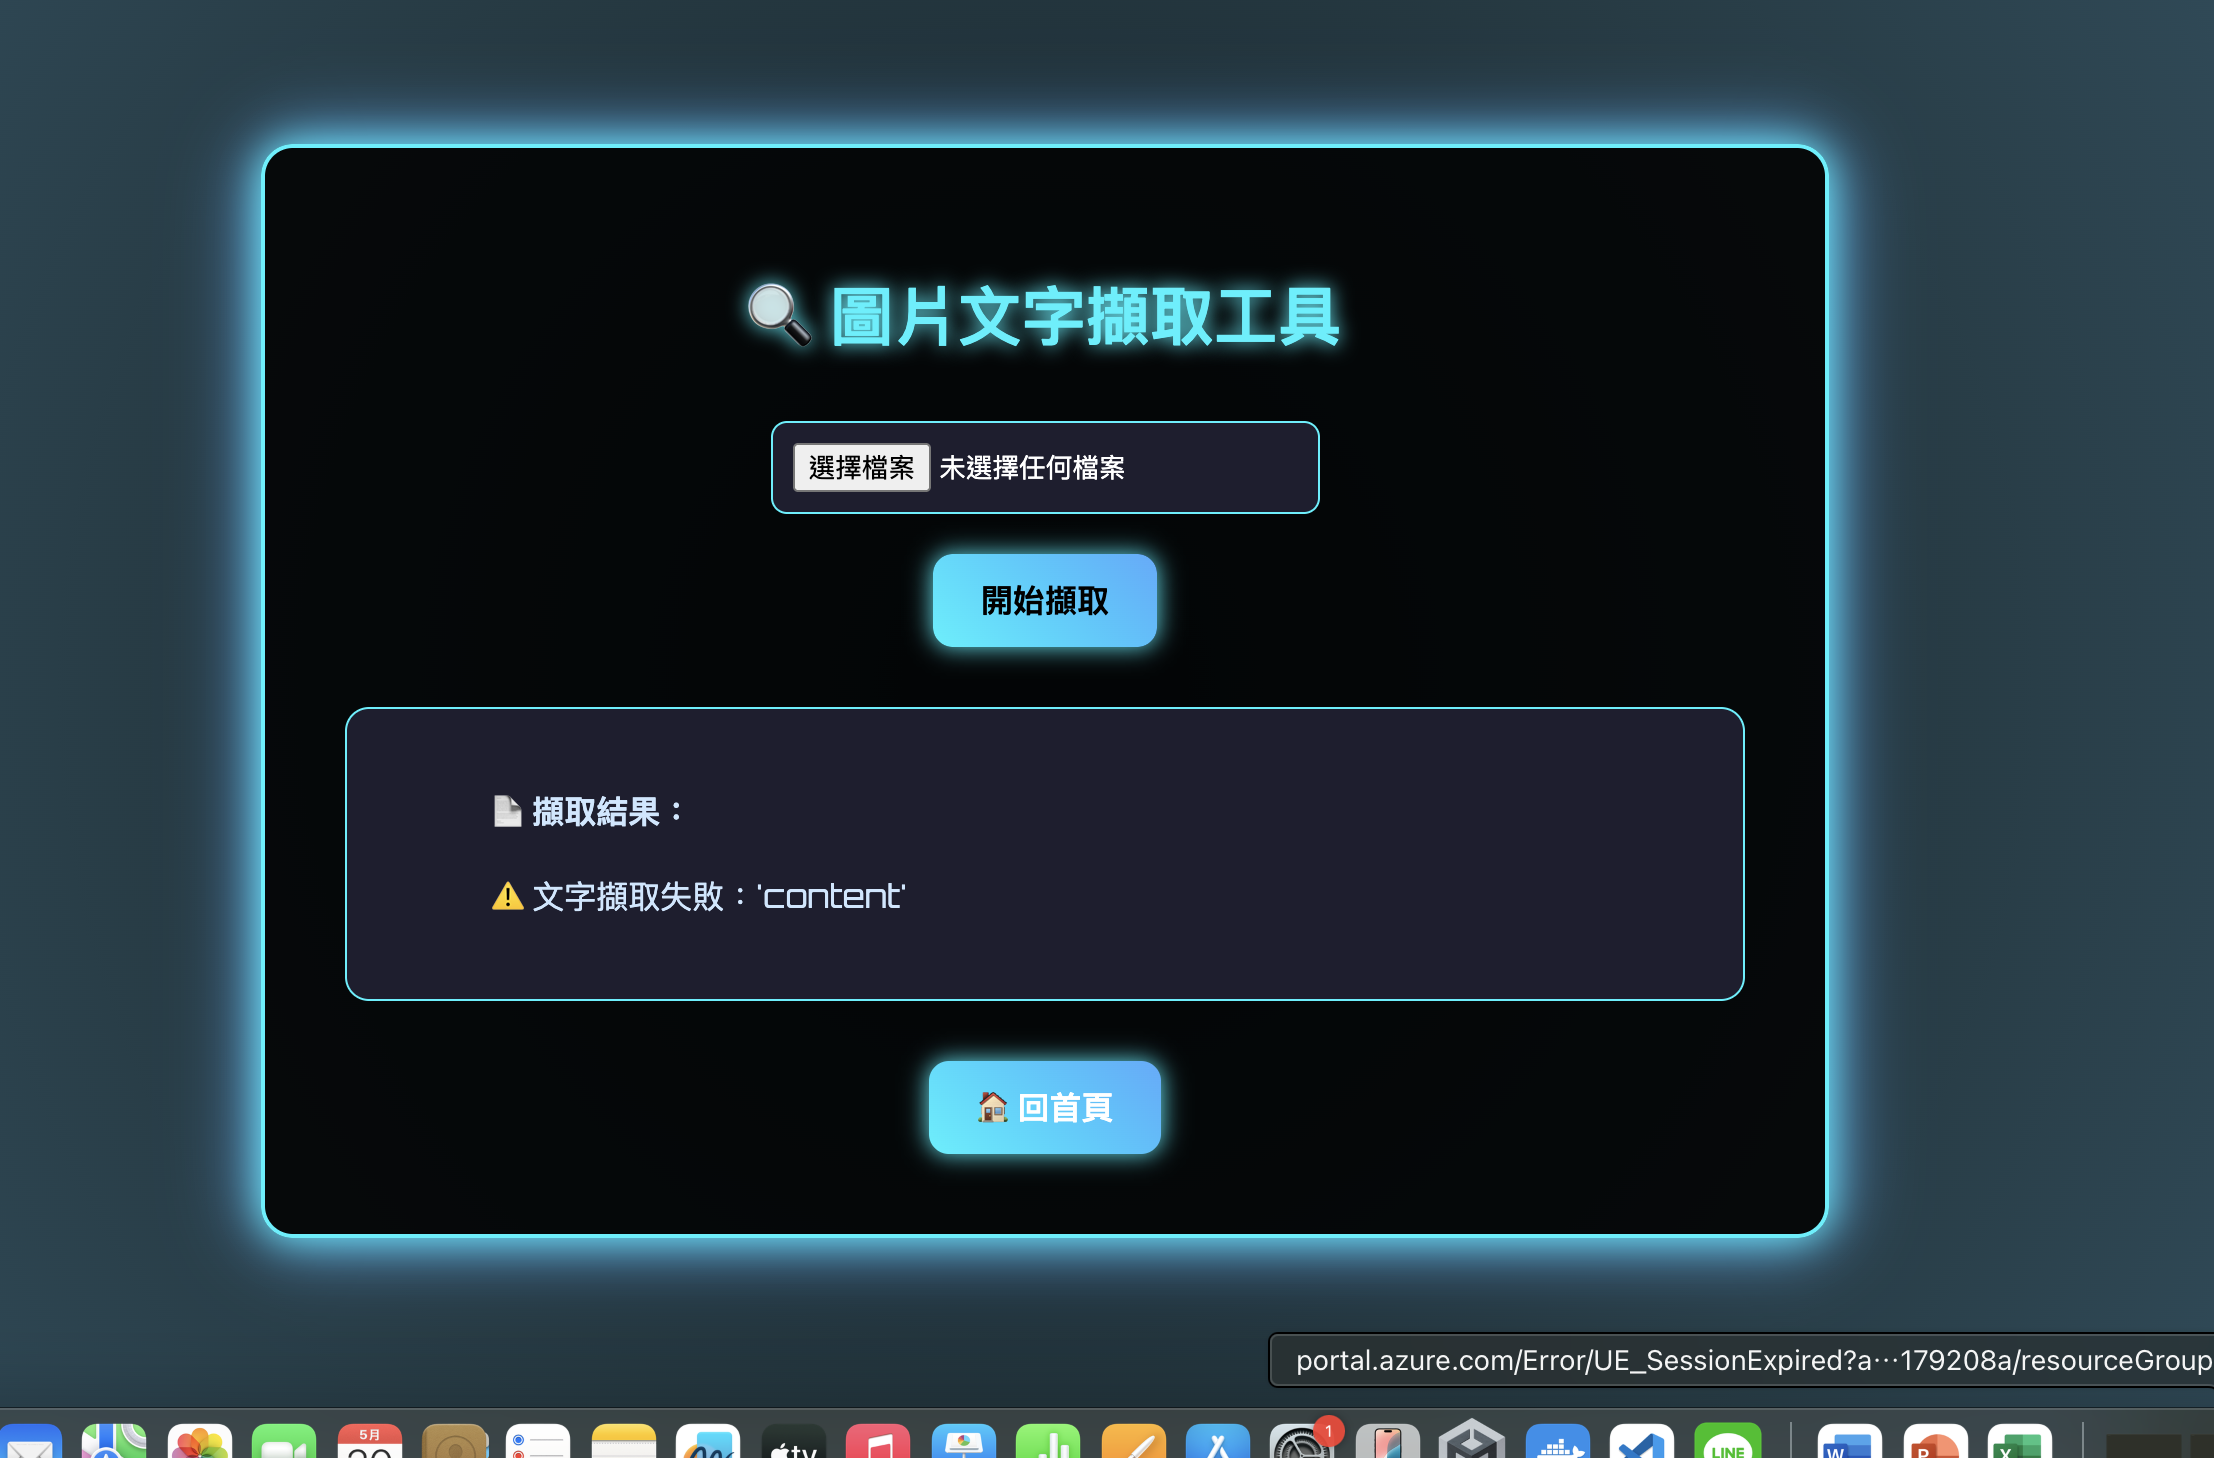 🔍 圖片文字擷取工具
選擇檔案 未選擇任何檔案
開始擷取
📄 擷取結果：
⚠️ 文字擷取失敗：'content'
🏠 回首頁
portal.azure.com/Error/UE_SessionExpired?a…179208a/resourceGroup
5月
tv
1
LINE
W
P
X